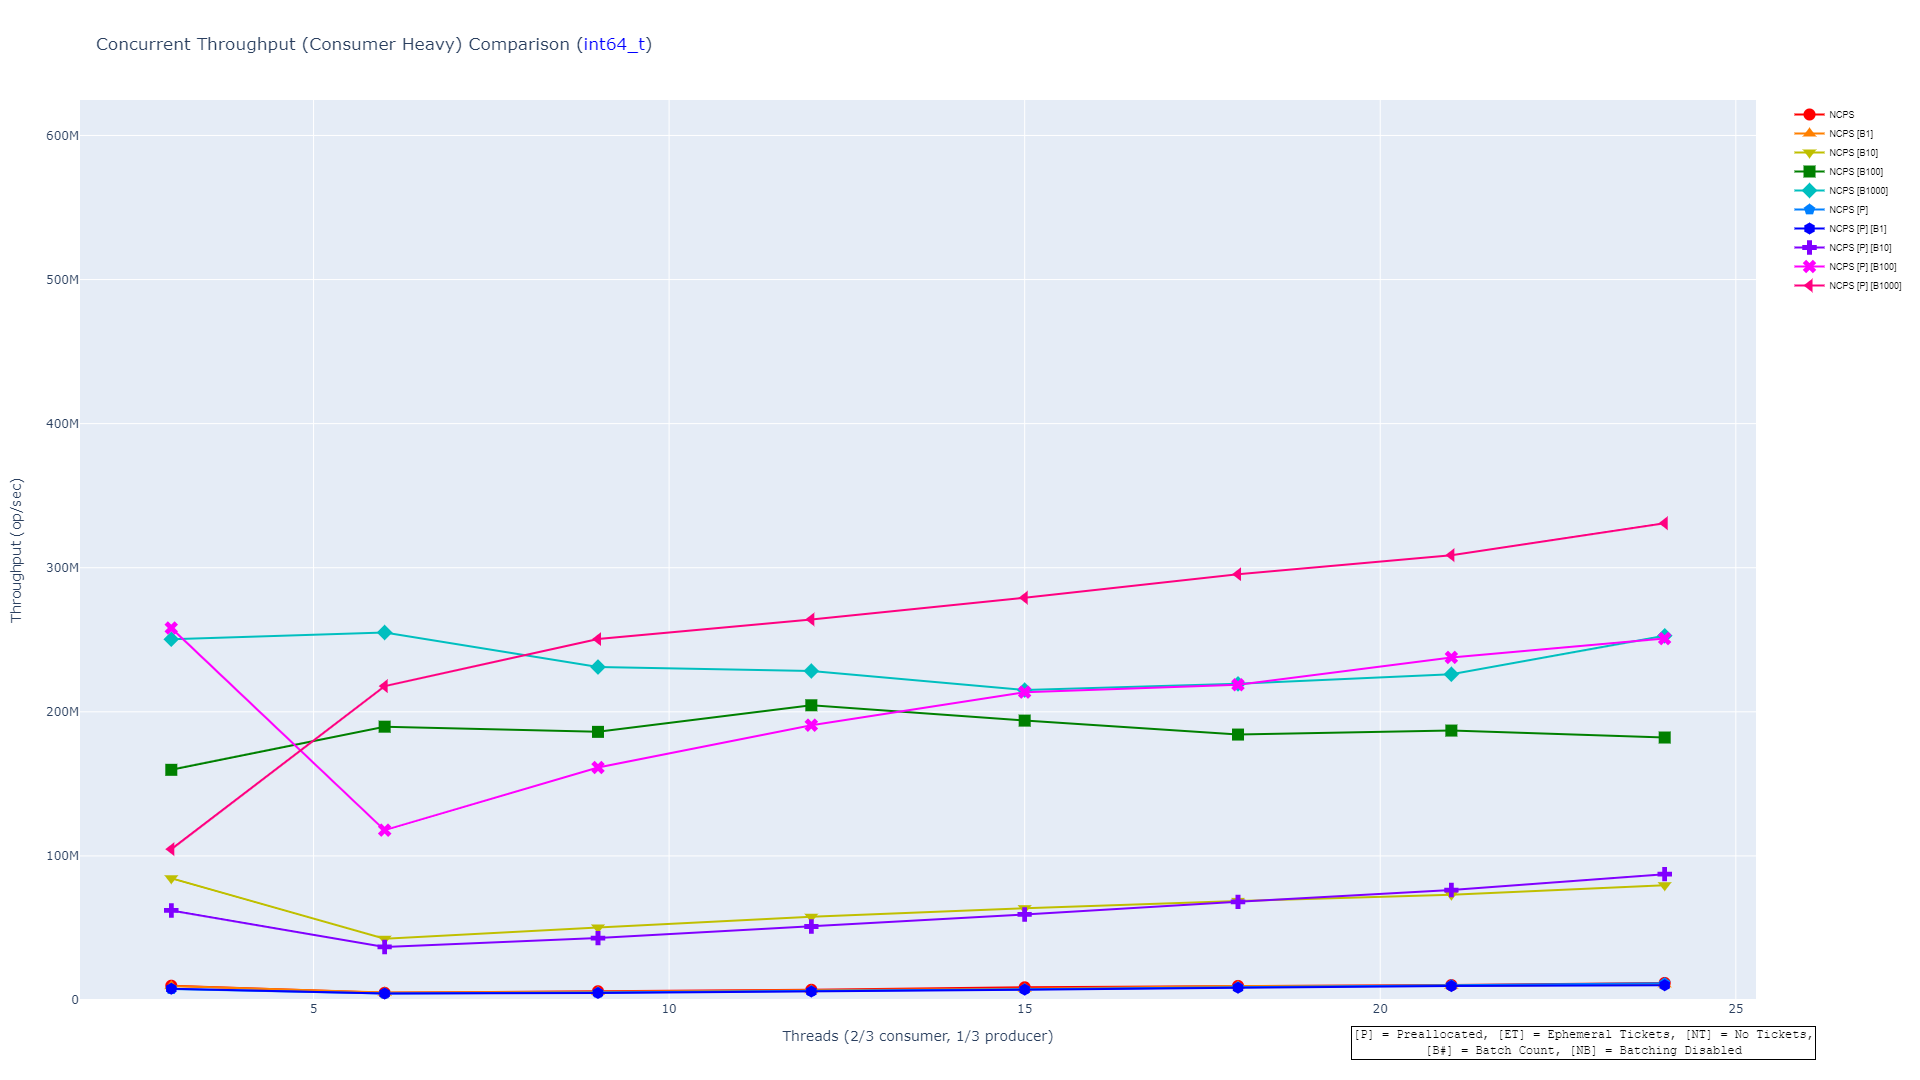 Concurrent Throughput (Consumer Heavy) Comparison (int64_t)
600M
500M
400M
300M
200M
100M
0
Throughput (op/sec)
5
10
15
20
25
Threads (2/3 consumer, 1/3 producer)
NCPS
NCPS [B1]
NCPS [B10]
NCPS [B100]
NCPS [B1000]
NCPS [P]
NCPS [P] [B1]
NCPS [P] [B10]
NCPS [P] [B100]
NCPS [P] [B1000]
[P] = Preallocated, [ET] = Ephemeral Tickets, [NT] = No Tickets,
[B#] = Batch Count, [NB] = Batching Disabled